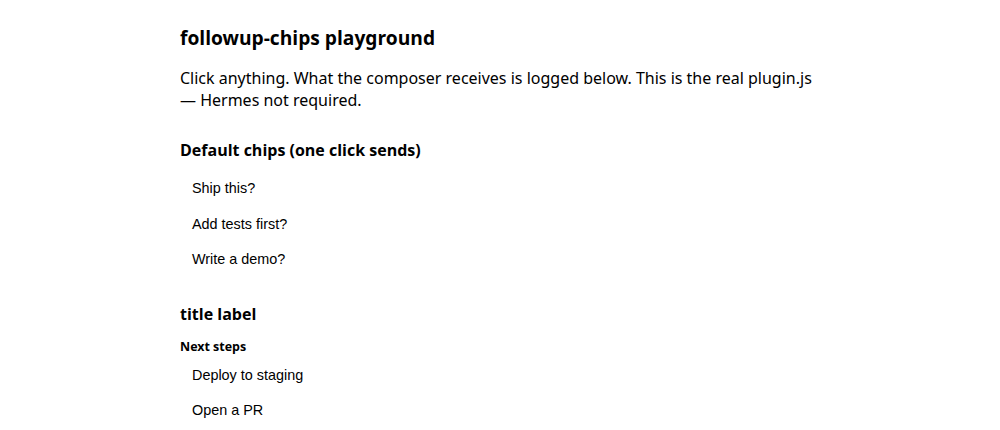 followup-chips playground
Click anything. What the composer receives is logged below. This is the real plugin.js
— Hermes not required.
Default chips (one click sends)
Ship this?
Add tests first?
Write a demo?
title label
Next steps
Deploy to staging
Open a PR